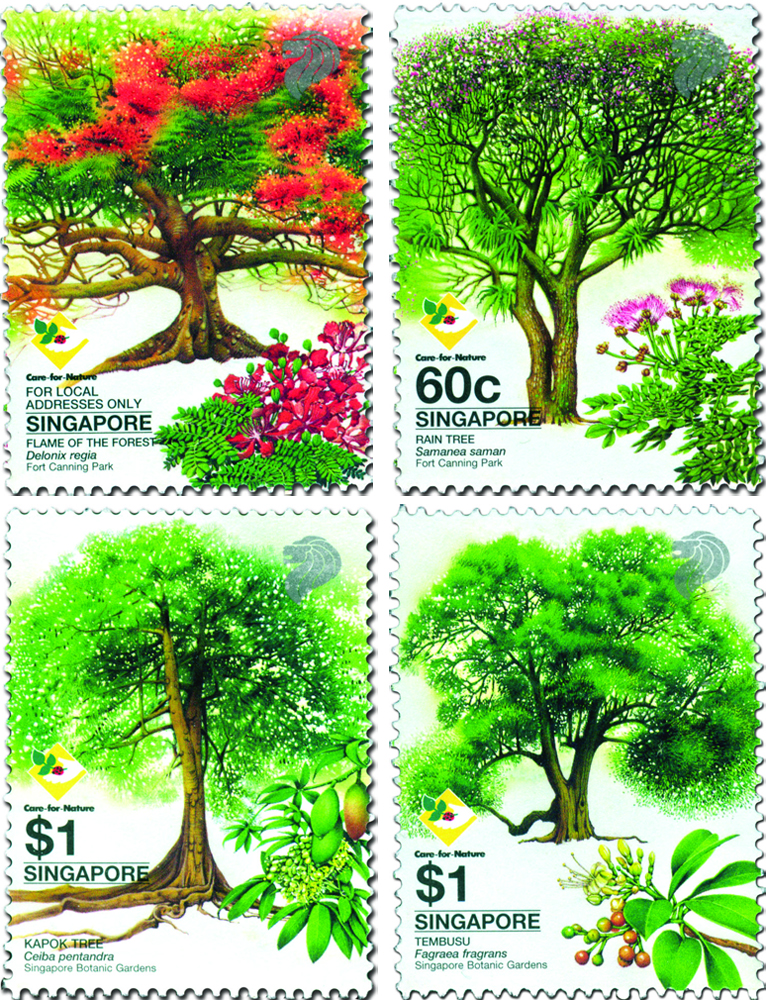 Care-for-Nature
FOR LOCAL
ADDRESSES ONLY
SINGAPORE
FLAME OF THE FOREST
Delonix regia
Fort Canning Park
Care-for-Nature
60c
SINGAPORE
RAIN TREE
Samanea saman
Fort Canning Park
Care-for-Nature
$1
SINGAPORE
KAPOK TREE
Ceiba pentandra
Singapore Botanic Gardens
Care-for-Nature
$1
SINGAPORE
TEMBUSU
Fagraea fragrans
Singapore Botanic Gardens